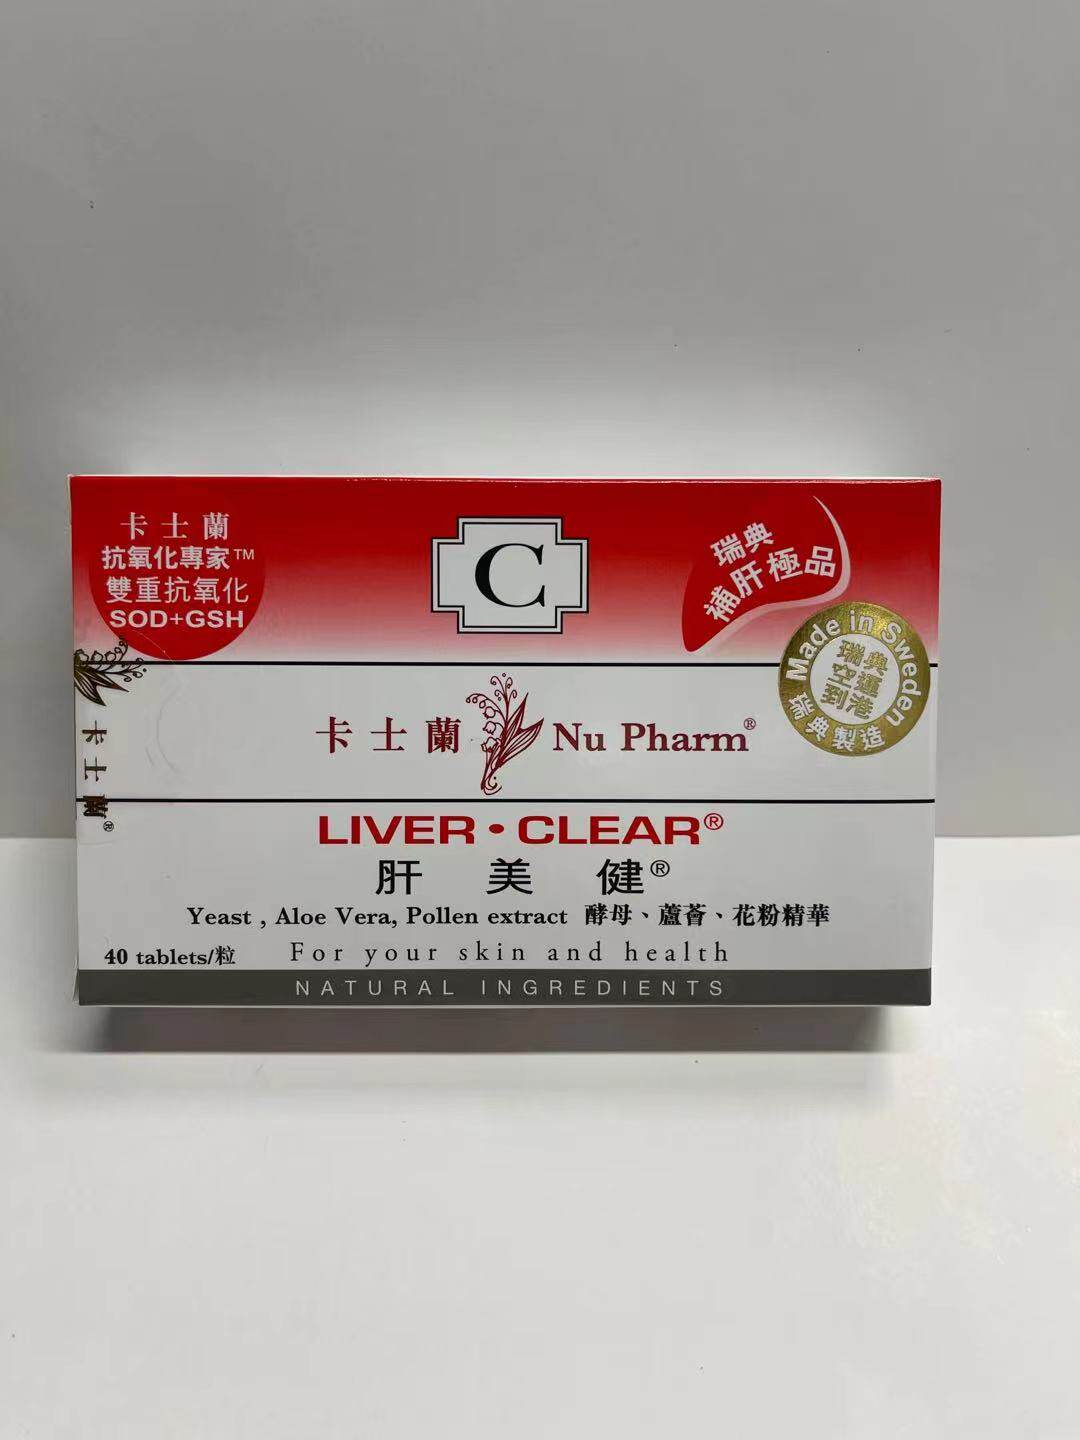 卡士蘭
抗氧化專家™
雙重抗氧化
SOD+GSH
C
瑞典
補肝極品
Made in Sweden
瑞典
空運
到港
瑞典製造
卡士蘭®
卡士蘭 Nu Pharm®
LIVER・CLEAR®
肝美健®
Yeast , Aloe Vera, Pollen extract 酵母、蘆薈、花粉精華
40 tablets/粒 For your skin and health
NATURAL INGREDIENTS